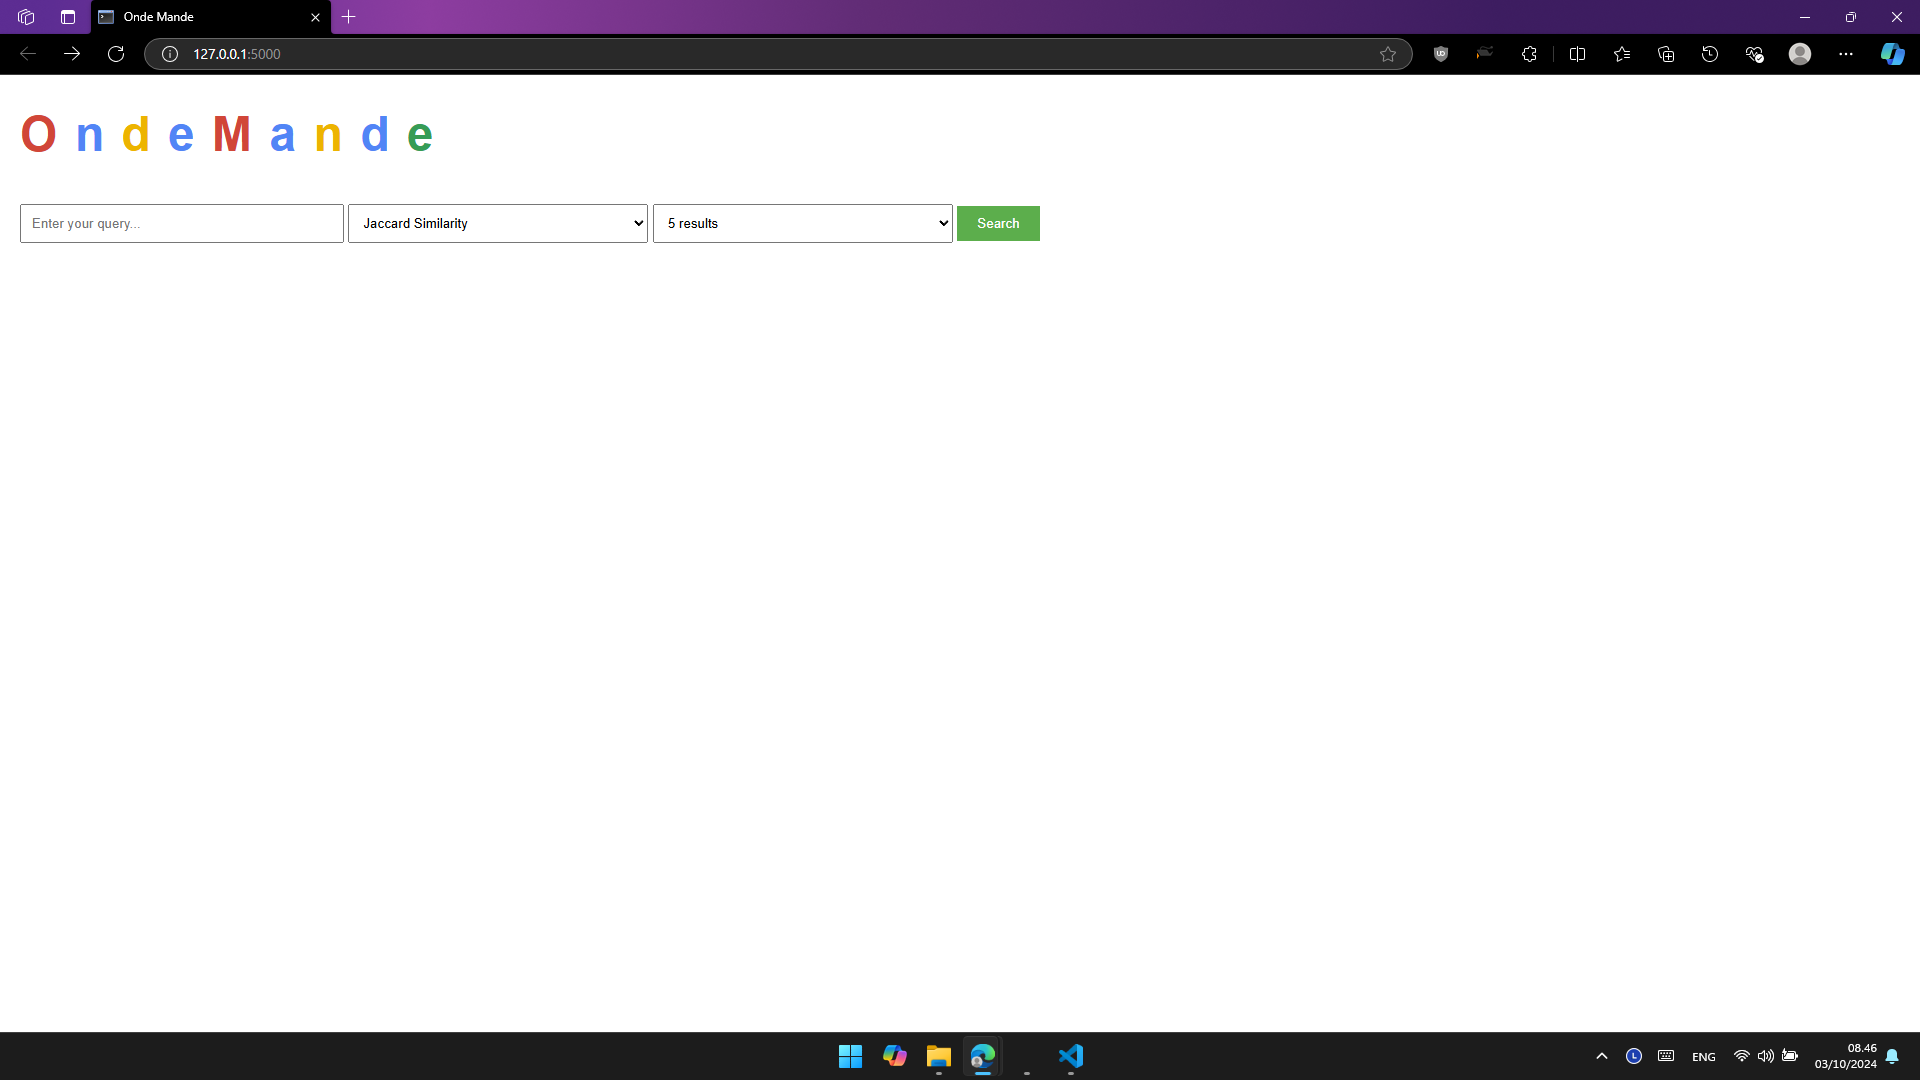 Onde Mande
127.0.0.1:5000
O n d e M a n d e
Enter your query...
Jaccard Similarity
5 results
Search
ENG
08.46
03/10/2024